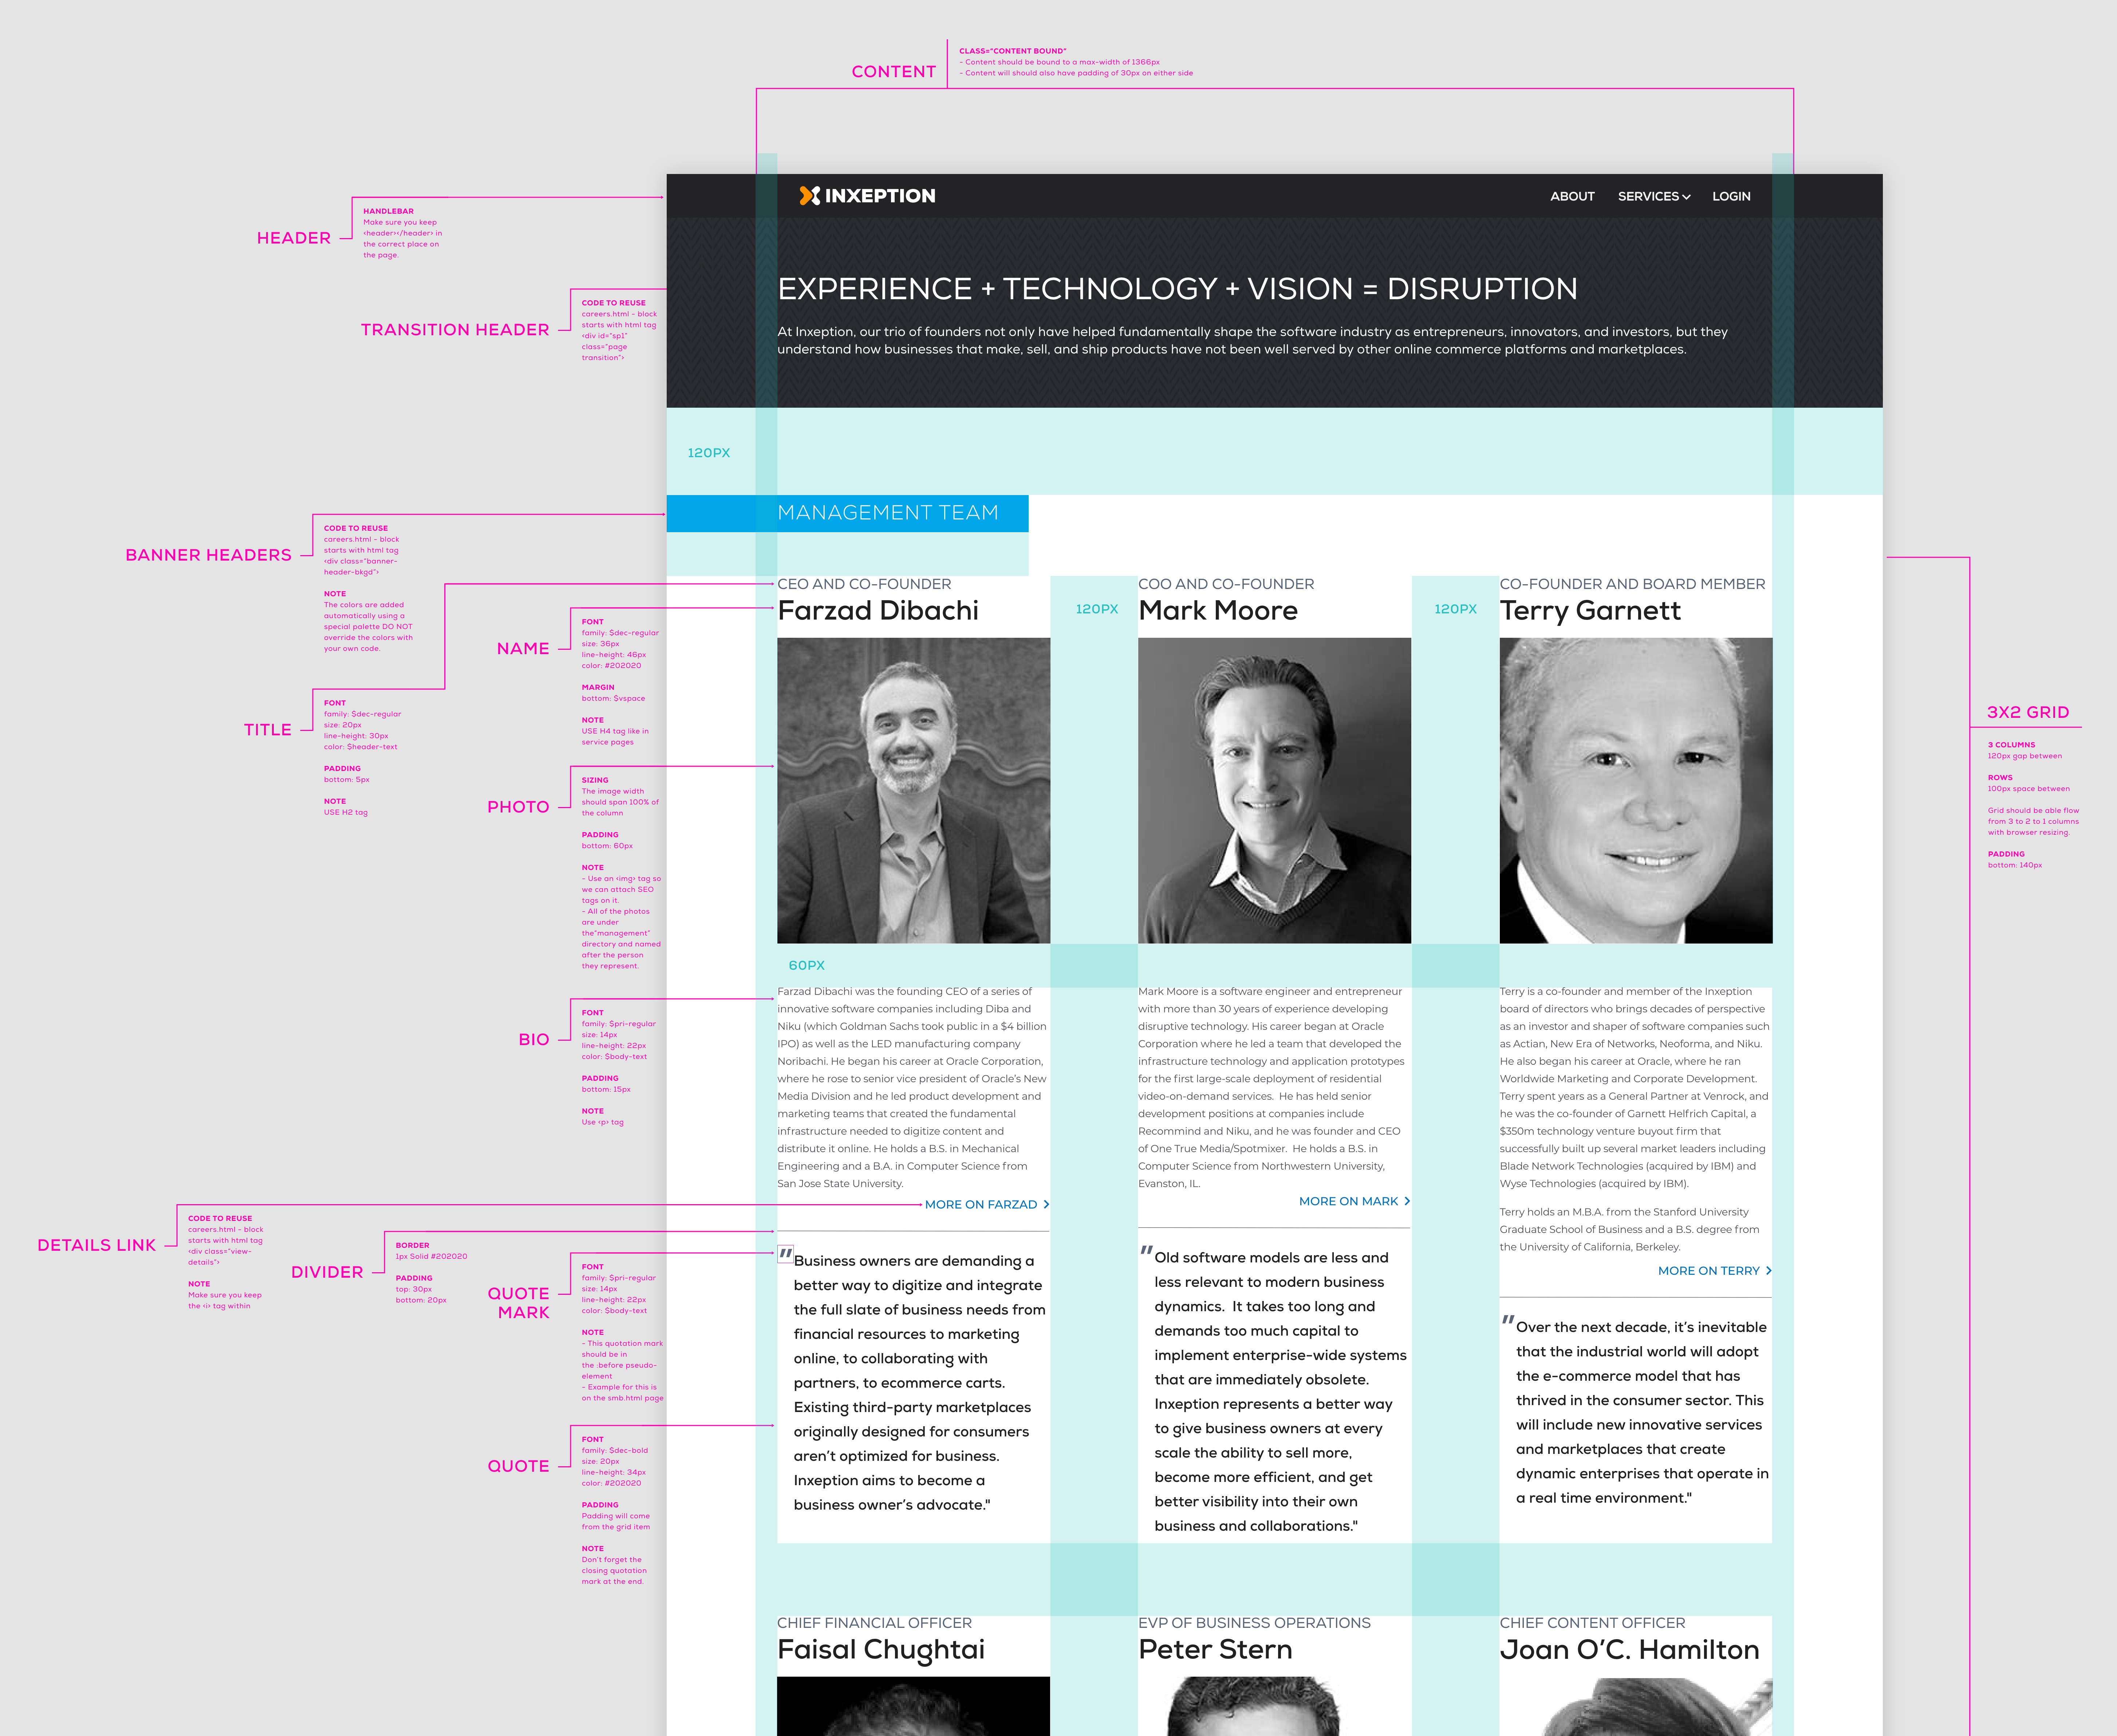 CONTENT
CLASS="CONTENT BOUND"
- Content should be bound to a max-width of 1366px
- Content will should also have padding of 30px on either side
HEADER
HANDLEBAR
Make sure you keep
<header></header> in
the correct place on
the page.
INXEPTION
ABOUT
SERVICES
LOGIN
TRANSITION HEADER
CODE TO REUSE
careers.html - block
starts with html tag
<div id="sp1"
class="page
transition">
EXPERIENCE + TECHNOLOGY + VISION = DISRUPTION
At Inxeption, our trio of founders not only have helped fundamentally shape the software industry as entrepreneurs, innovators, and investors, but they
understand how businesses that make, sell, and ship products have not been well served by other online commerce platforms and marketplaces.
120PX
BANNER HEADERS
CODE TO REUSE
careers.html - block
starts with html tag
<div class="banner-
header-bkgd">
NOTE
The colors are added
automatically using a
special palette DO NOT
override the colors with
your own code.
MANAGEMENT TEAM
TITLE
FONT
family: $dec-regular
size: 20px
line-height: 30px
color: $header-text
PADDING
bottom: 5px
NOTE
USE H2 tag
NAME
FONT
family: $dec-regular
size: 36px
line-height: 46px
color: #202020
MARGIN
bottom: $vspace
NOTE
USE H4 tag like in
service pages
PHOTO
SIZING
The image width
should span 100% of
the column
PADDING
bottom: 60px
NOTE
- Use an <img> tag so
we can attach SEO
tags on it.
- All of the photos
are under
the"management"
directory and named
after the person
they represent.
BIO
FONT
family: $pri-regular
size: 14px
line-height: 22px
color: $body-text
PADDING
bottom: 15px
NOTE
Use <p> tag
DETAILS LINK
CODE TO REUSE
careers.html - block
starts with html tag
<div class="view-
details">
NOTE
Make sure you keep
the <i> tag within
DIVIDER
BORDER
1px Solid #202020
PADDING
top: 30px
bottom: 20px
QUOTE
MARK
FONT
family: $pri-regular
size: 14px
line-height: 22px
color: $body-text
NOTE
- This quotation mark
should be in
the :before pseudo-
element
- Example for this is
on the smb.html page
QUOTE
FONT
family: $dec-bold
size: 20px
line-height: 34px
color: #202020
PADDING
Padding will come
from the grid item
NOTE
Don't forget the
closing quotation
mark at the end.
CEO AND CO-FOUNDER
Farzad Dibachi
60PX
Farzad Dibachi was the founding CEO of a series of
innovative software companies including Diba and
Niku (which Goldman Sachs took public in a $4 billion
IPO) as well as the LED manufacturing company
Noribachi. He began his career at Oracle Corporation,
where he rose to senior vice president of Oracle's New
Media Division and he led product development and
marketing teams that created the fundamental
infrastructure needed to digitize content and
distribute it online. He holds a B.S. in Mechanical
Engineering and a B.A. in Computer Science from
San Jose State University.
MORE ON FARZAD
"Business owners are demanding a
better way to digitize and integrate
the full slate of business needs from
financial resources to marketing
online, to collaborating with
partners, to ecommerce carts.
Existing third-party marketplaces
originally designed for consumers
aren't optimized for business.
Inxeption aims to become a
business owner's advocate."
120PX
COO AND CO-FOUNDER
Mark Moore
Mark Moore is a software engineer and entrepreneur
with more than 30 years of experience developing
disruptive technology. His career began at Oracle
Corporation where he led a team that developed the
infrastructure technology and application prototypes
for the first large-scale deployment of residential
video-on-demand services.  He has held senior
development positions at companies include
Recommind and Niku, and he was founder and CEO
of One True Media/Spotmixer.  He holds a B.S. in
Computer Science from Northwestern University,
Evanston, IL.
MORE ON MARK
"Old software models are less and
less relevant to modern business
dynamics.  It takes too long and
demands too much capital to
implement enterprise-wide systems
that are immediately obsolete.
Inxeption represents a better way
to give business owners at every
scale the ability to sell more,
become more efficient, and get
better visibility into their own
business and collaborations."
120PX
CO-FOUNDER AND BOARD MEMBER
Terry Garnett
Terry is a co-founder and member of the Inxeption
board of directors who brings decades of perspective
as an investor and shaper of software companies such
as Actian, New Era of Networks, Neoforma, and Niku.
He also began his career at Oracle, where he ran
Worldwide Marketing and Corporate Development.
Terry spent years as a General Partner at Venrock, and
he was the co-founder of Garnett Helfrich Capital, a
$350m technology venture buyout firm that
successfully built up several market leaders including
Blade Network Technologies (acquired by IBM) and
Wyse Technologies (acquired by IBM).
Terry holds an M.B.A. from the Stanford University
Graduate School of Business and a B.S. degree from
the University of California, Berkeley.
MORE ON TERRY
"Over the next decade, it's inevitable
that the industrial world will adopt
the e-commerce model that has
thrived in the consumer sector. This
will include new innovative services
and marketplaces that create
dynamic enterprises that operate in
a real time environment."
3X2 GRID
3 COLUMNS
120px gap between
ROWS
100px space between
Grid should be able flow
from 3 to 2 to 1 columns
with browser resizing.
PADDING
bottom: 140px
CHIEF FINANCIAL OFFICER
Faisal Chughtai
EVP OF BUSINESS OPERATIONS
Peter Stern
CHIEF CONTENT OFFICER
Joan O'C. Hamilton